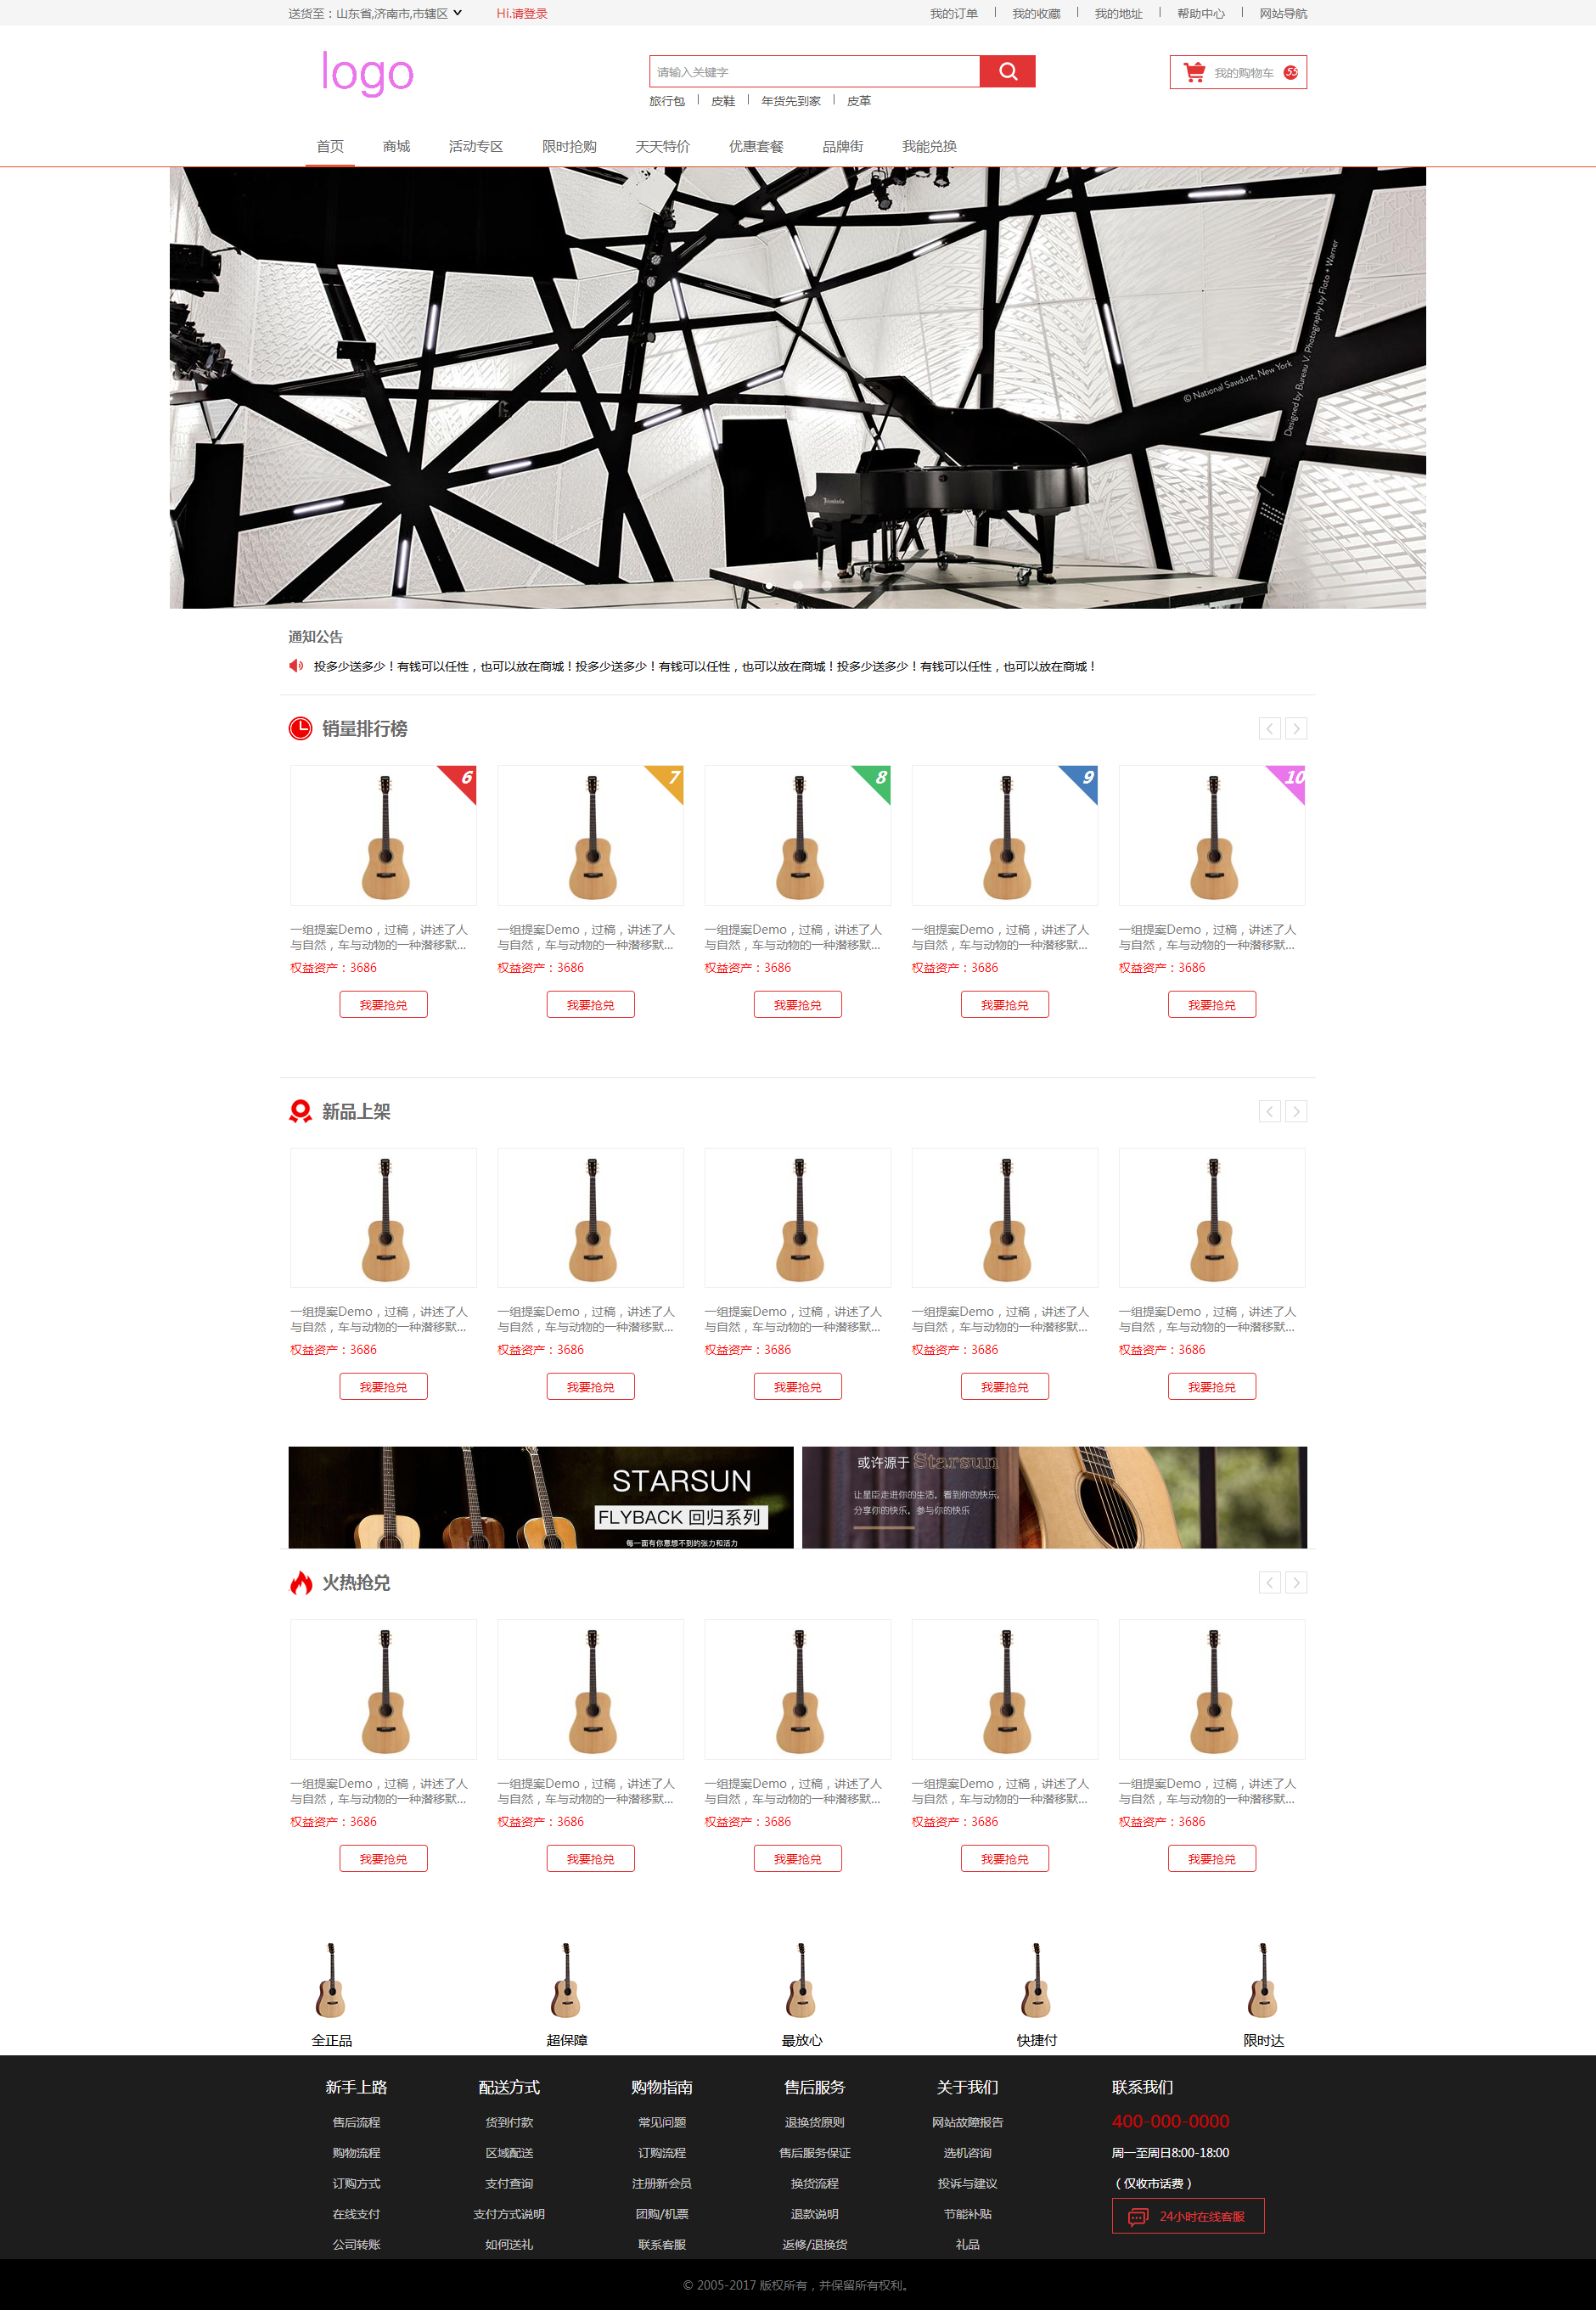 送货至：山东省,济南市,市辖区
Hi.请登录
我的订单
我的收藏
我的地址
帮助中心
网站导航
logo
请输入关键字
我的购物车
55
旅行包
皮鞋
年货先到家
皮革
首页
商城
活动专区
限时抢购
天天特价
优惠套餐
品牌街
我能兑换
© National Sawdust, New York
Designed by Bureau V. Photography by Floto + Warner
通知公告
投多少送多少！有钱可以任性，也可以放在商城！投多少送多少！有钱可以任性，也可以放在商城！投多少送多少！有钱可以任性，也可以放在商城！
销量排行榜
6
7
8
9
10
一组提案Demo，过稿，讲述了人
与自然，车与动物的一种潜移默...
权益资产：3686
我要抢兑
一组提案Demo，过稿，讲述了人
与自然，车与动物的一种潜移默...
权益资产：3686
我要抢兑
一组提案Demo，过稿，讲述了人
与自然，车与动物的一种潜移默...
权益资产：3686
我要抢兑
一组提案Demo，过稿，讲述了人
与自然，车与动物的一种潜移默...
权益资产：3686
我要抢兑
一组提案Demo，过稿，讲述了人
与自然，车与动物的一种潜移默...
权益资产：3686
我要抢兑
新品上架
一组提案Demo，过稿，讲述了人
与自然，车与动物的一种潜移默...
权益资产：3686
我要抢兑
一组提案Demo，过稿，讲述了人
与自然，车与动物的一种潜移默...
权益资产：3686
我要抢兑
一组提案Demo，过稿，讲述了人
与自然，车与动物的一种潜移默...
权益资产：3686
我要抢兑
一组提案Demo，过稿，讲述了人
与自然，车与动物的一种潜移默...
权益资产：3686
我要抢兑
一组提案Demo，过稿，讲述了人
与自然，车与动物的一种潜移默...
权益资产：3686
我要抢兑
STARSUN
FLYBACK 回归系列
每一面有你意想不到的张力和活力
或许源于 Starsun
让星臣走进你的生活，看到你的快乐,
分享你的快乐，参与你的快乐
火热抢兑
一组提案Demo，过稿，讲述了人
与自然，车与动物的一种潜移默...
权益资产：3686
我要抢兑
一组提案Demo，过稿，讲述了人
与自然，车与动物的一种潜移默...
权益资产：3686
我要抢兑
一组提案Demo，过稿，讲述了人
与自然，车与动物的一种潜移默...
权益资产：3686
我要抢兑
一组提案Demo，过稿，讲述了人
与自然，车与动物的一种潜移默...
权益资产：3686
我要抢兑
一组提案Demo，过稿，讲述了人
与自然，车与动物的一种潜移默...
权益资产：3686
我要抢兑
全正品
超保障
最放心
快捷付
限时达
新手上路
售后流程
购物流程
订购方式
在线支付
公司转账
配送方式
货到付款
区域配送
支付查询
支付方式说明
如何送礼
购物指南
常见问题
订购流程
注册新会员
团购/机票
联系客服
售后服务
退换货原则
售后服务保证
换货流程
退款说明
返修/退换货
关于我们
网站故障报告
选机咨询
投诉与建议
节能补贴
礼品
联系我们
400-000-0000
周一至周日8:00-18:00
（仅收市话费）
24小时在线客服
© 2005-2017 版权所有，并保留所有权利。